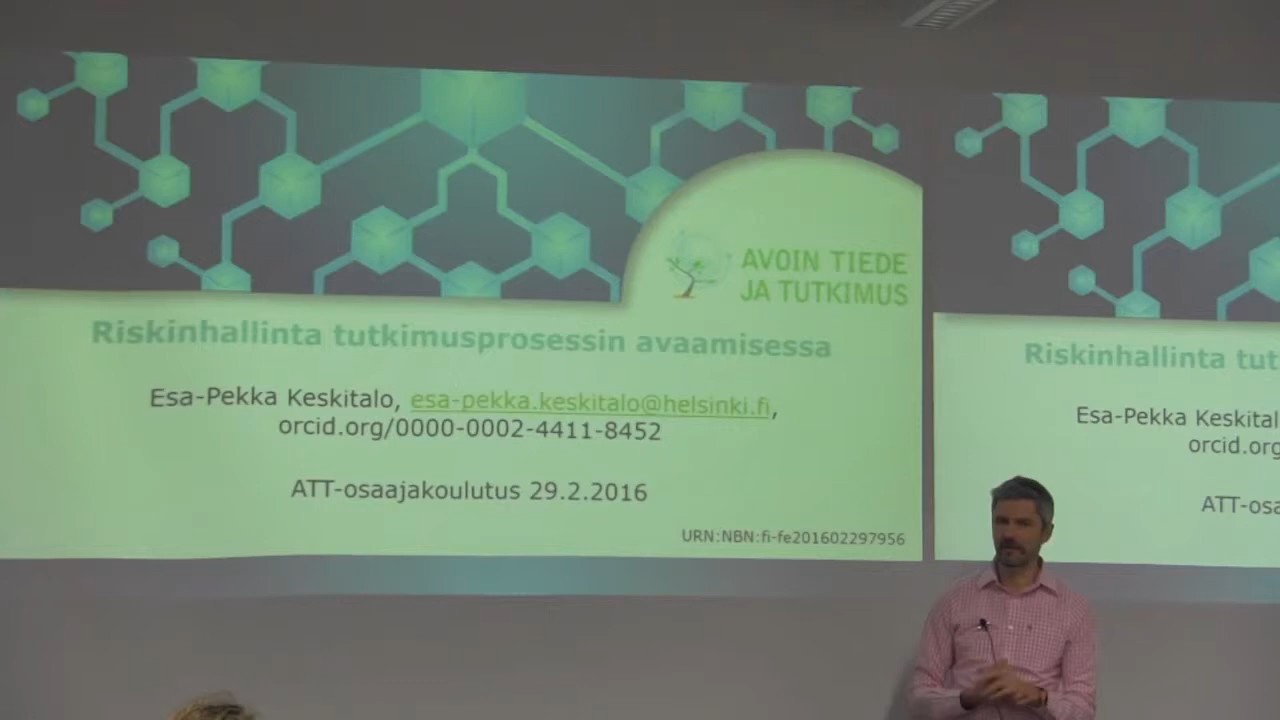 AVOIN TIEDE
JA TUTKIMUS
Riskinhallinta tutkimusprosessin avaamisessa
Esa-Pekka Keskitalo, esa-pekka.keskitalo@helsinki.fi,
orcid.org/0000-0002-4411-8452
ATT-osaajakoulutus 29.2.2016
URN:NBN:fi-fe201602297956
Riskinhallinta tut
Esa-Pekka Keskital
orcid.org
ATT-osa